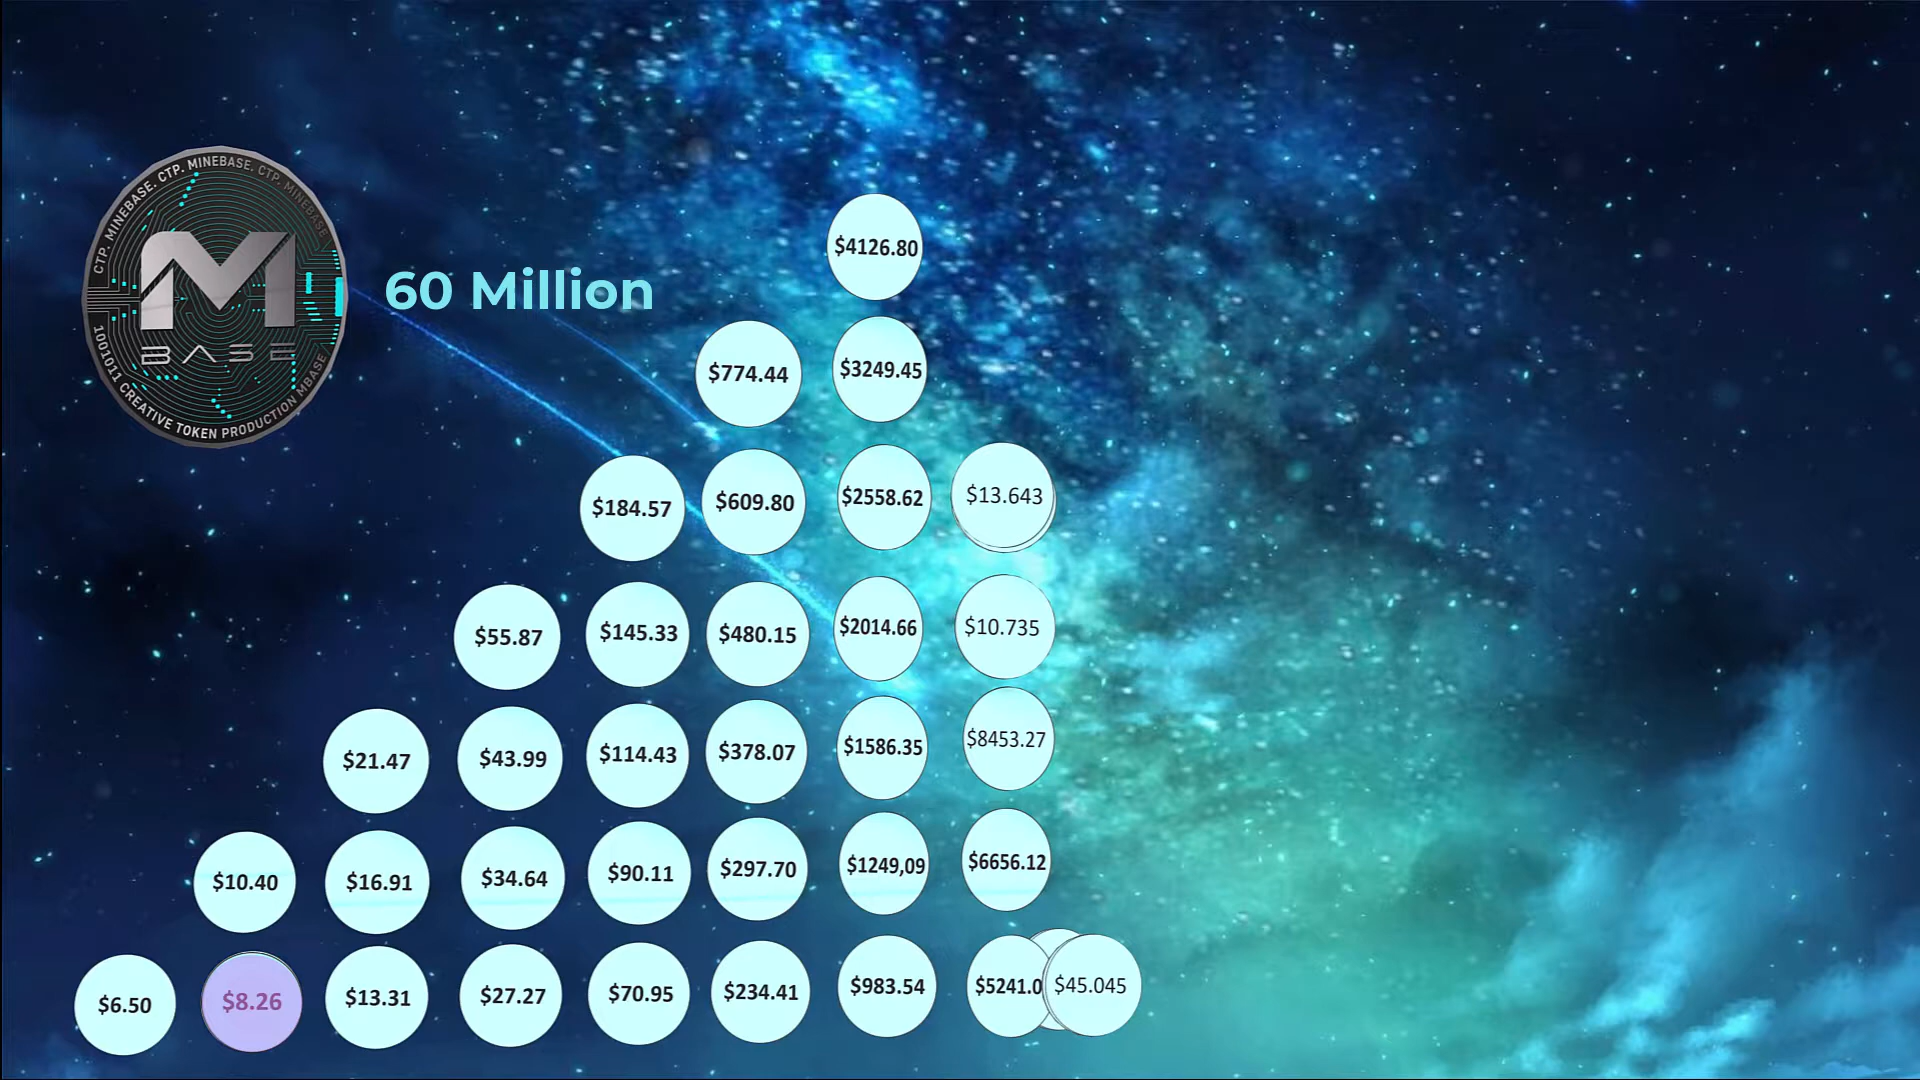 CTP. MINEBASE. CTP. MINEBASE. CTP. MINEBASE
M
BASE
1001011 CREATIVE TOKEN PRODUCTION MBASE
60 Million
$4126.80
$774.44 $3249.45
$184.57 $609.80 $2558.62 $13.643
$55.87 $145.33 $480.15 $2014.66 $10.735
$21.47 $43.99 $114.43 $378.07 $1586.35 $8453.27
$10.40 $16.91 $34.64 $90.11 $297.70 $1249,09 $6656.12
$6.50 $8.26 $13.31 $27.27 $70.95 $234.41 $983.54 $5241.0 $45.045